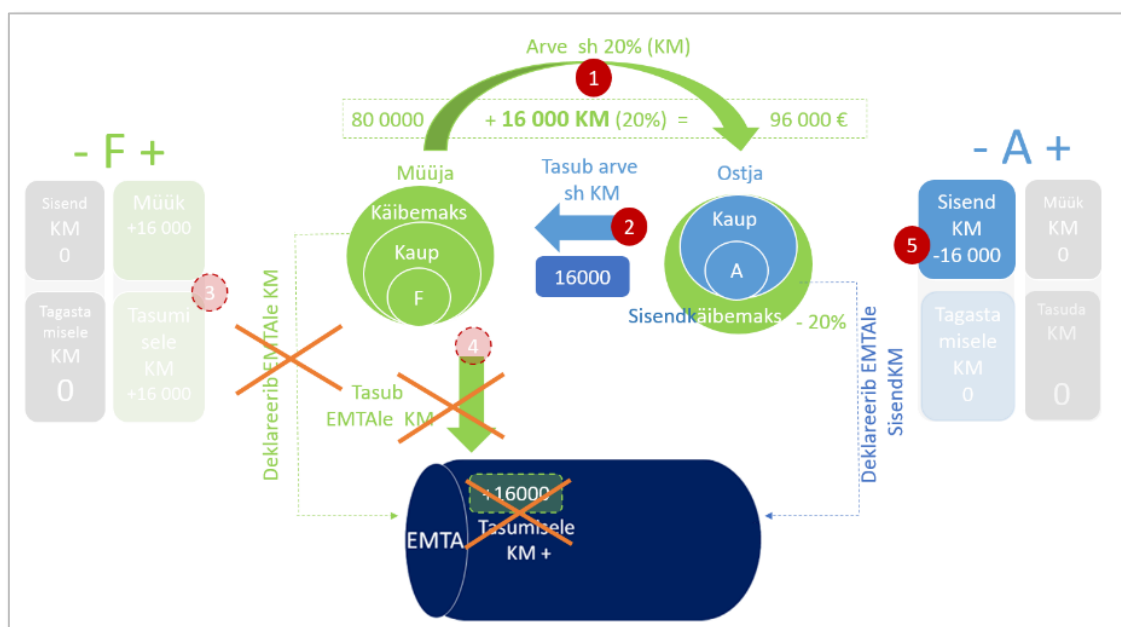 Arve sh 20% (KM)
1
80 0000 + 16 000 KM (20%) = 96 000 €
- F +
Sisend
KM
0
Müük
+16 000
Tagasta
misele
KM
0
Tasumi
sele
KM
+16 000
3
Deklareerib EMTAle KM
Müüja
Käibemaks
Kaup
F
Tasub arve
sh KM
2
16000
Ostja
Kaup
A
Sisendkäibemaks
- 20%
4
Tasub
EMTAle KM
Deklareerib EMTAle
SisendKM
- A +
5
Sisend
KM
-16 000
Müük
KM
0
Tagasta
misele
KM
0
Tasuda
KM
0
EMTA
+16000
Tasumisele
KM +